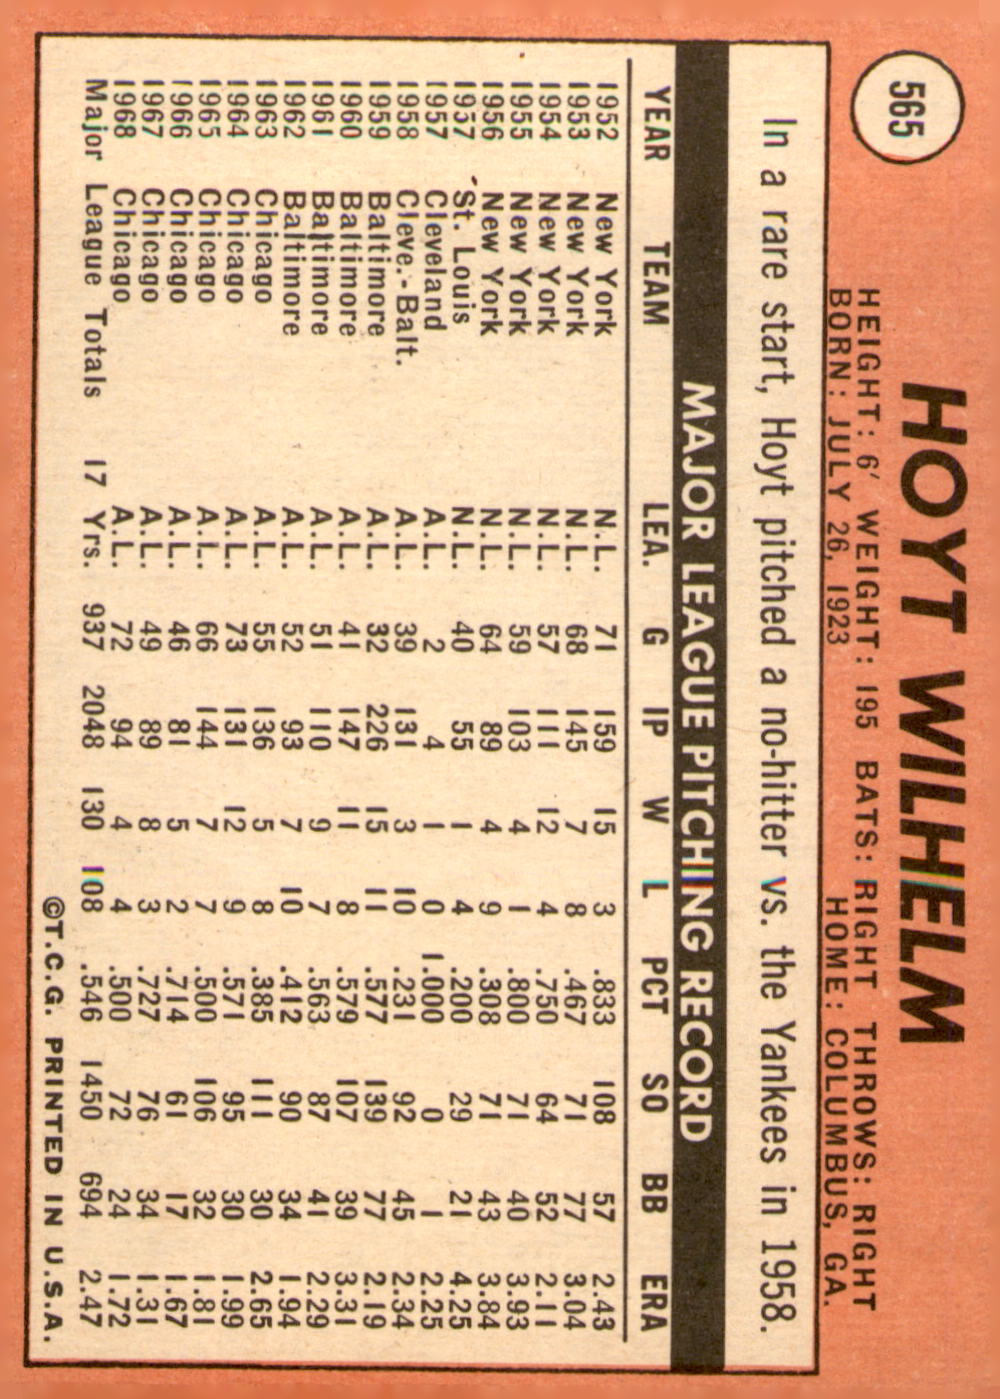 565
HOYT WILHELM
HEIGHT: 6' WEIGHT: 195 BATS: RIGHT THROWS: RIGHT
BORN: JULY 26, 1923 HOME: COLUMBUS, GA.
In a rare start, Hoyt pitched a no-hitter vs. the Yankees in 1958.
MAJOR LEAGUE PITCHING RECORD
YEAR TEAM LEA. G IP W L PCT SO BB ERA
1952 New York N.L. 71 159 15 3 .833 108 57 2.43
1953 New York N.L. 68 145 7 8 .467 71 77 3.04
1954 New York N.L. 57 111 12 4 .750 64 52 2.11
1955 New York N.L. 59 103 4 1 .800 71 40 3.93
1956 New York N.L. 64 89 4 9 .308 71 43 3.84
1957 St. Louis N.L. 40 55 1 4 .200 29 21 4.25
1957 Cleveland A.L. 2 4 1 0 1.000 0 1 2.25
1958 Cleve.-Balt. A.L. 39 131 3 10 .231 92 45 2.34
1959 Baltimore A.L. 32 226 15 11 .577 139 77 2.19
1960 Baltimore A.L. 41 147 11 8 .579 107 39 3.31
1961 Baltimore A.L. 51 110 9 7 .563 87 41 2.29
1962 Baltimore A.L. 52 93 7 10 .412 90 34 1.94
1963 Chicago A.L. 55 136 5 8 .385 111 30 2.65
1964 Chicago A.L. 73 131 12 9 .571 95 30 1.99
1965 Chicago A.L. 66 144 7 7 .500 106 32 1.81
1966 Chicago A.L. 46 81 5 2 .714 61 17 1.67
1967 Chicago A.L. 49 89 8 3 .727 76 34 1.31
1968 Chicago A.L. 72 94 4 4 .500 72 24 1.72
Major League Totals 17 Yrs. 937 2048 130 108 .546 1450 694 2.47
©T.C.G. PRINTED IN U.S.A.